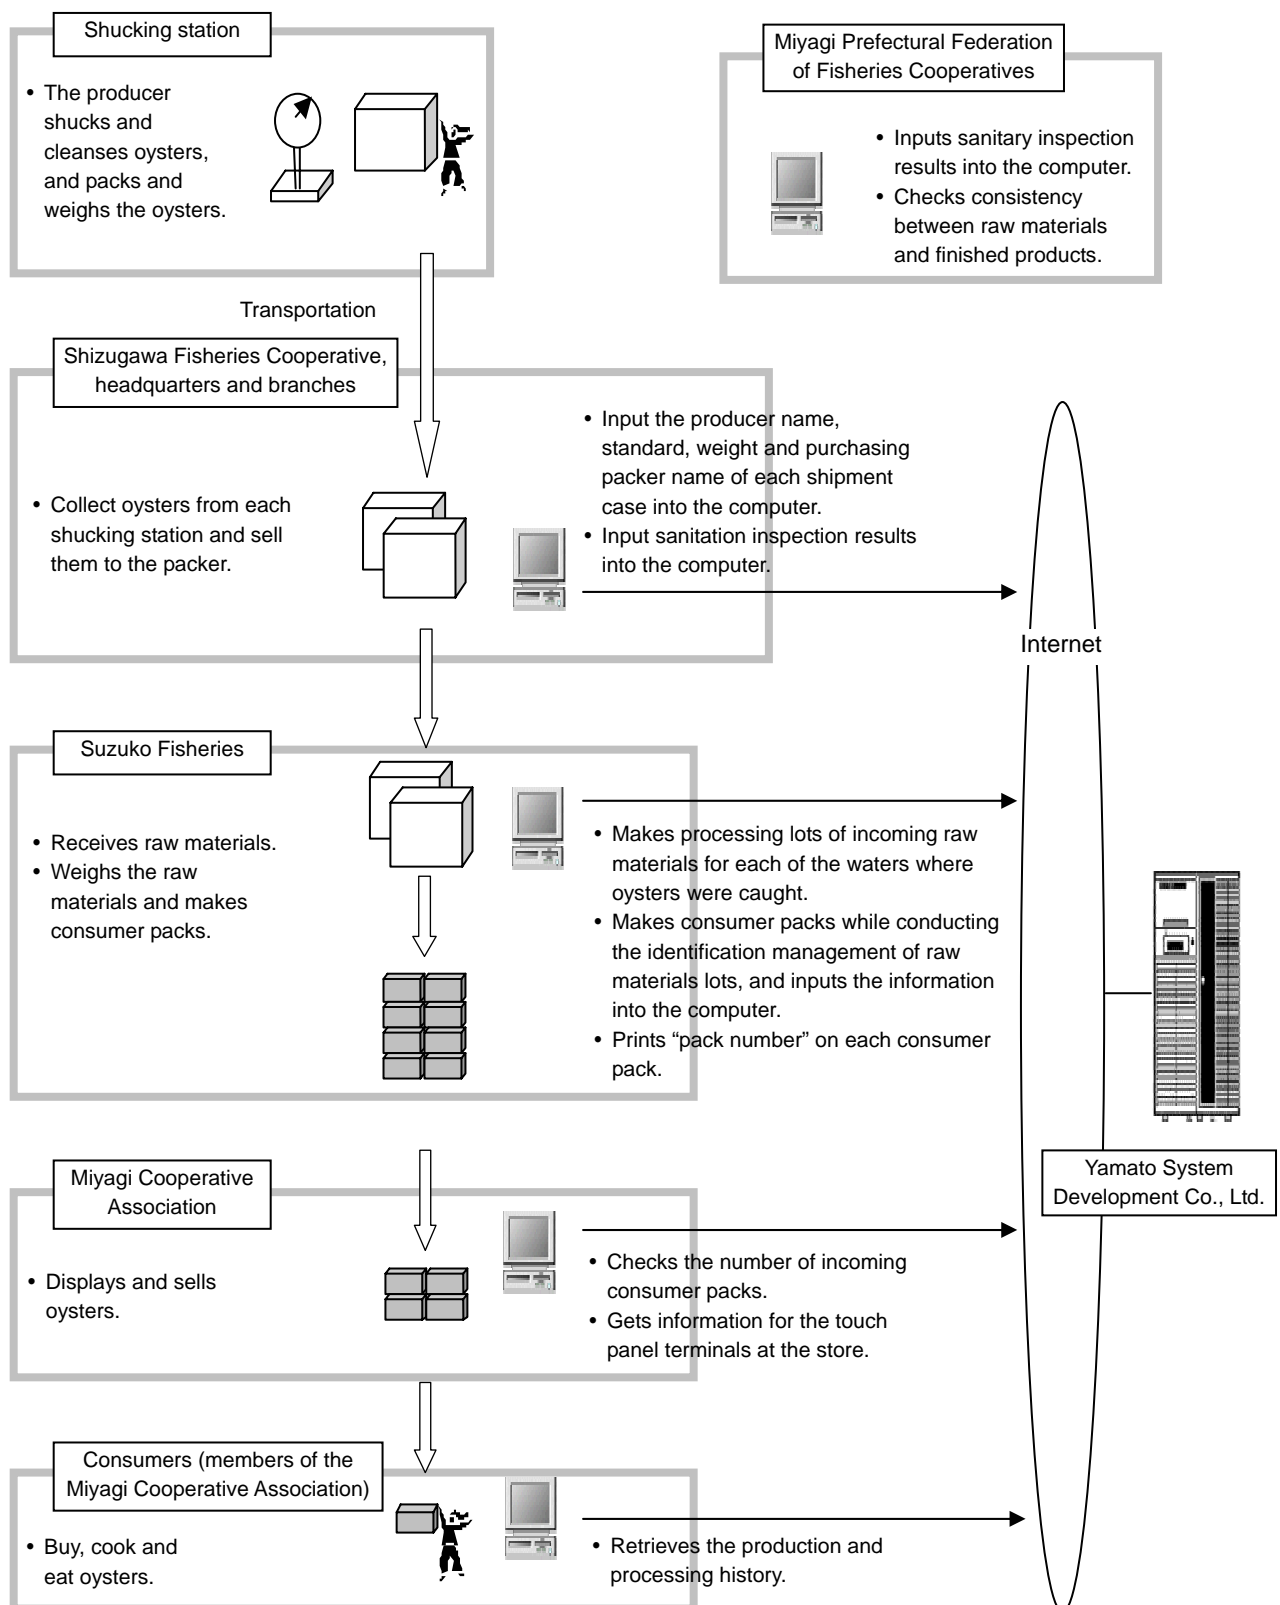 Shucking station
• The producer
shucks and
cleanses oysters,
and packs and
weighs the oysters.
Miyagi Prefectural Federation
of Fisheries Cooperatives
• Inputs sanitary inspection
results into the computer.
• Checks consistency
between raw materials
and finished products.
Transportation
Shizugawa Fisheries Cooperative,
headquarters and branches
• Collect oysters from each
shucking station and sell
them to the packer.
• Input the producer name,
standard, weight and purchasing
packer name of each shipment
case into the computer.
• Input sanitation inspection results
into the computer.
Internet
Suzuko Fisheries
• Receives raw materials.
• Weighs the raw
materials and makes
consumer packs.
• Makes processing lots of incoming raw
materials for each of the waters where
oysters were caught.
• Makes consumer packs while conducting
the identification management of raw
materials lots, and inputs the information
into the computer.
• Prints “pack number” on each consumer
pack.
Yamato System
Development Co., Ltd.
Miyagi Cooperative
Association
• Displays and sells
oysters.
• Checks the number of incoming
consumer packs.
• Gets information for the touch
panel terminals at the store.
Consumers (members of the
Miyagi Cooperative Association)
• Buy, cook and
eat oysters.
• Retrieves the production and
processing history.